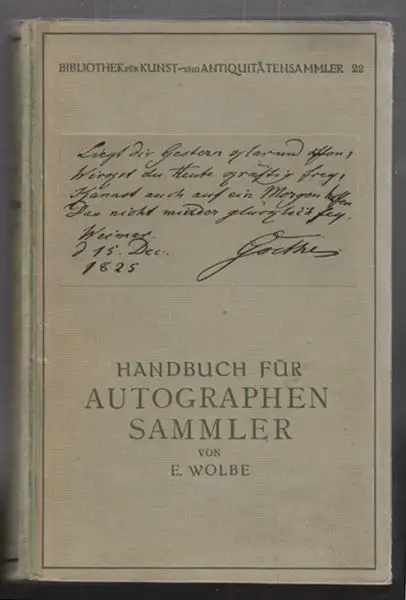 BIBLIOTHEK FÜR KUNST- UND ANTIQUITÄTENSAMMLER 22
Liegt dir Gestern klar und offen,
Wirckst du Heute kräftig frey,
Kannst auch auf ein Morgen hoffen
Das nicht minder glücklich sey.
Weimar
d 15. Dec.
1825
Goethe
HANDBUCH FÜR
AUTOGRAPHEN
SAMMLER
VON
E. WOLBE